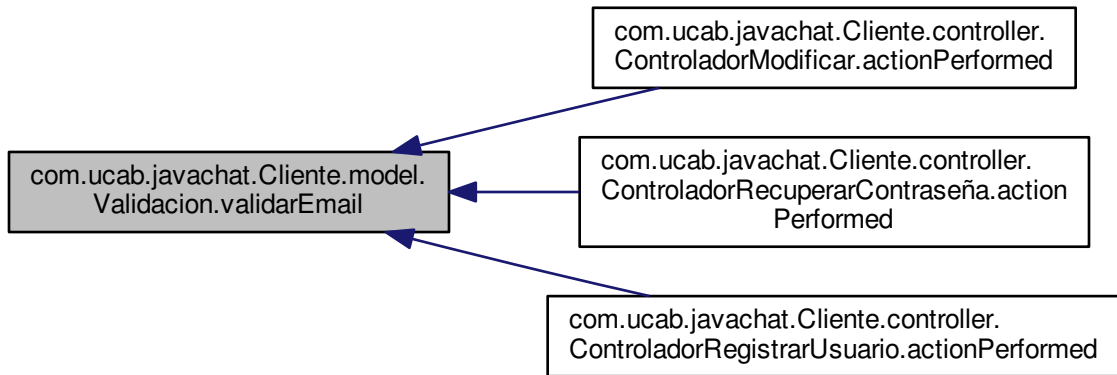 com.ucab.javachat.Cliente.controller.
ControladorModificar.actionPerformed
com.ucab.javachat.Cliente.model.
Validacion.validarEmail
com.ucab.javachat.Cliente.controller.
ControladorRecuperarContraseña.action
Performed
com.ucab.javachat.Cliente.controller.
ControladorRegistrarUsuario.actionPerformed